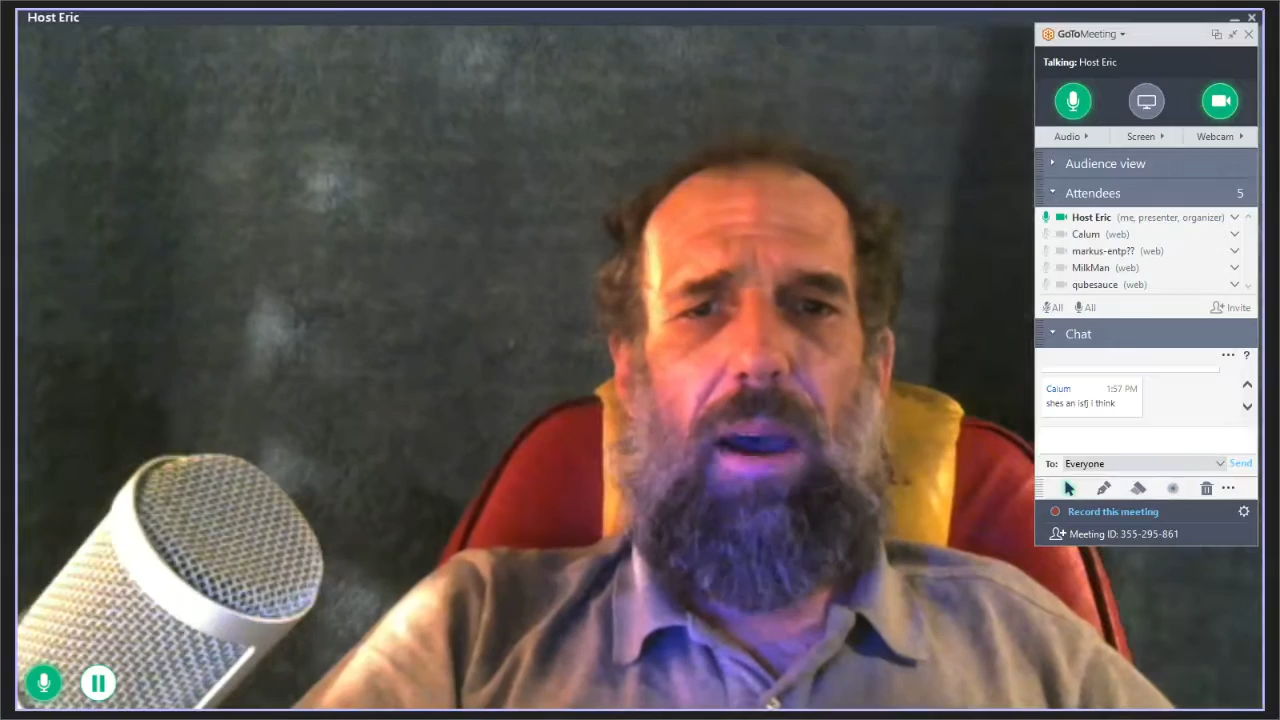 Host Eric
GoToMeeting
Talking: Host Eric
Audio
Screen
Webcam
Audience view
Attendees 5
Host Eric (me, presenter, organizer)
Calum (web)
markus-entp?? (web)
MilkMan (web)
qubesauce (web)
All All Invite
Chat
... ?
Calum 1:57 PM
shes an isfj i think
To: Everyone Send
...
Record this meeting
Meeting ID: 355-295-861